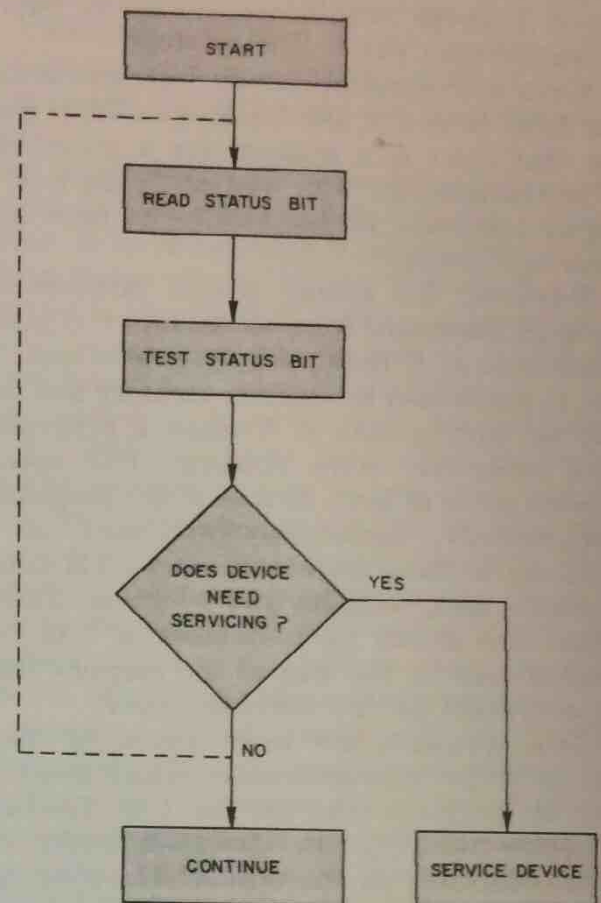 START
READ STATUS BIT
TEST STATUS BIT
DOES DEVICE
NEED
SERVICING ?
YES
NO
CONTINUE
SERVICE DEVICE